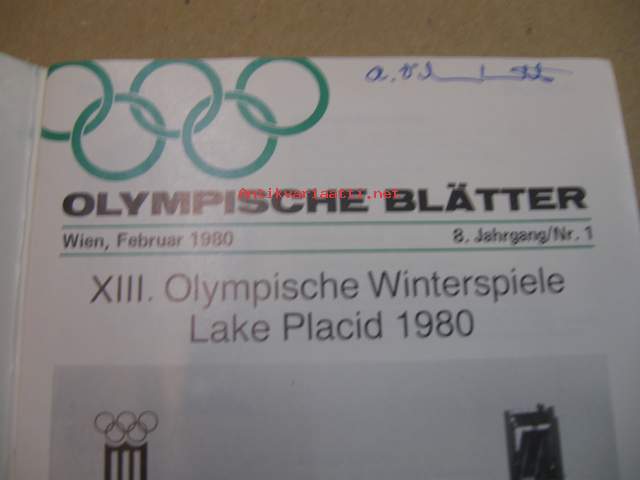 OLYMPISCHE BLÄTTER
Antikvariaatti.net
Wien, Februar 1980 8. Jahrgang/Nr. 1
XIII. Olympische Winterspiele
Lake Placid 1980